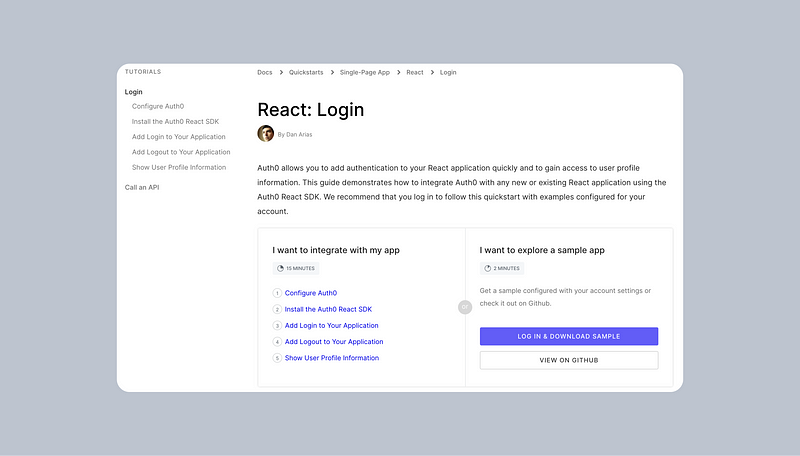 TUTORIALS
Login
Configure Auth0
Install the Auth0 React SDK
Add Login to Your Application
Add Logout to Your Application
Show User Profile Information
Call an API
Docs > Quickstarts > Single-Page App > React > Login
React: Login
By Dan Arias
Auth0 allows you to add authentication to your React application quickly and to gain access to user profile
information. This guide demonstrates how to integrate Auth0 with any new or existing React application using the
Auth0 React SDK. We recommend that you log in to follow this quickstart with examples configured for your
account.
I want to integrate with my app
15 MINUTES
1 Configure Auth0
2 Install the Auth0 React SDK
3 Add Login to Your Application
4 Add Logout to Your Application
5 Show User Profile Information
or
I want to explore a sample app
2 MINUTES
Get a sample configured with your account settings or
check it out on Github.
LOG IN & DOWNLOAD SAMPLE
VIEW ON GITHUB